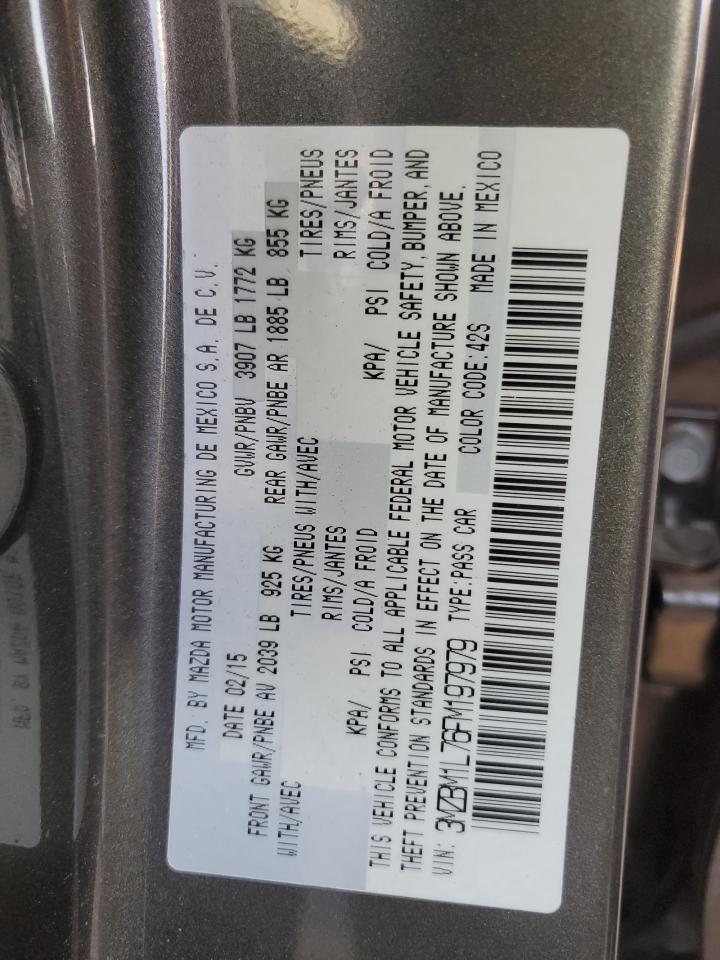 MFD. BY MAZDA MOTOR MANUFACTURING DE MEXICO S.A. DE C.V.
DATE 02/15 GVWR/PNBV 3907 LB 1772 KG
FRONT GAWR/PNBE AV 2039 LB 925 KG REAR GAWR/PNBE AR 1885 LB 855 KG
WITH/AVEC TIRES/PNEUS WITH/AVEC TIRES/PNEUS
RIMS/JANTES RIMS/JANTES
KPA/ PSI COLD/A FROID KPA/ PSI COLD/A FROID
THIS VEHICLE CONFORMS TO ALL APPLICABLE FEDERAL MOTOR VEHICLE SAFETY, BUMPER, AND
THEFT PREVENTION STANDARDS IN EFFECT ON THE DATE OF MANUFACTURE SHOWN ABOVE.
VIN: 3MZBM1L76FM197979 TYPE:PASS CAR COLOR CODE:42S MADE IN MEXICO